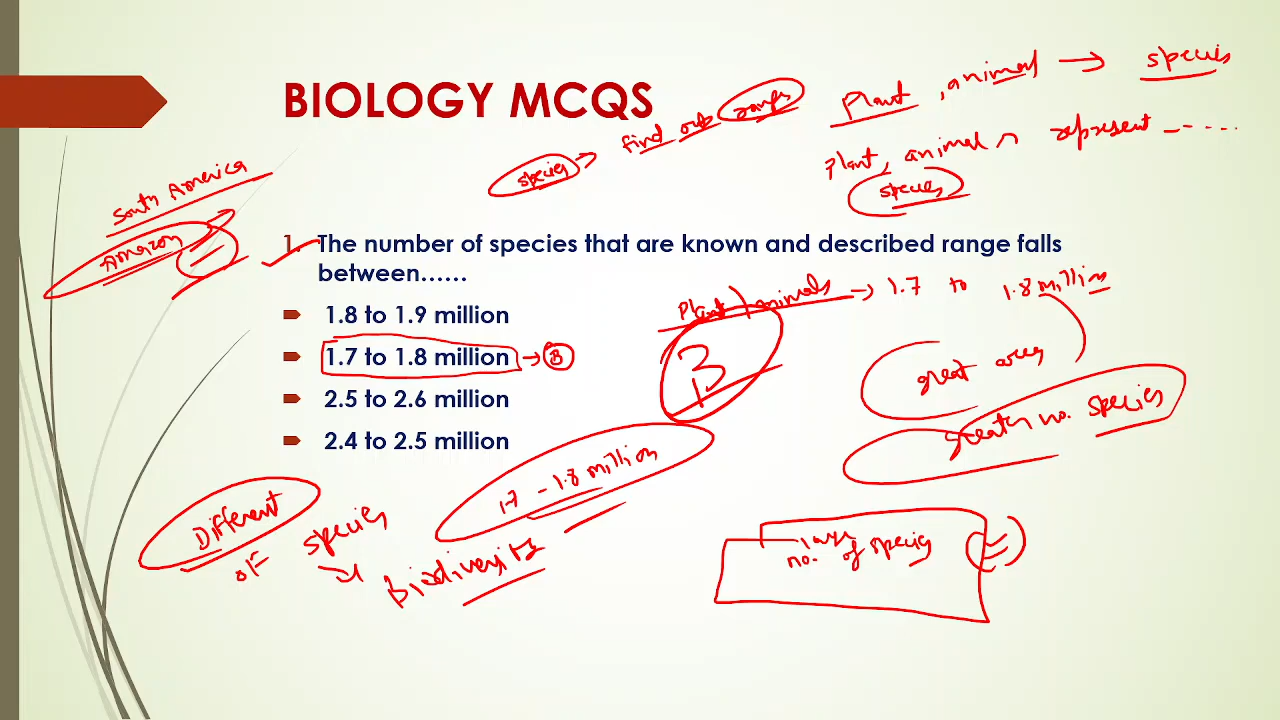 BIOLOGY MCQS
Plant , animal → species
species → find out range
Plant, animal represent ------
species
South America
Amazon
1. The number of species that are known and described range falls
between……
Plant / animals → 1.7 to 1.8 million
1.8 to 1.9 million
1.7 to 1.8 million → B
B
2.5 to 2.6 million
2.4 to 2.5 million
great area
greater no. species
1.7 - 1.8 million
Different
of species
→ Biodiversity
large
no. of species